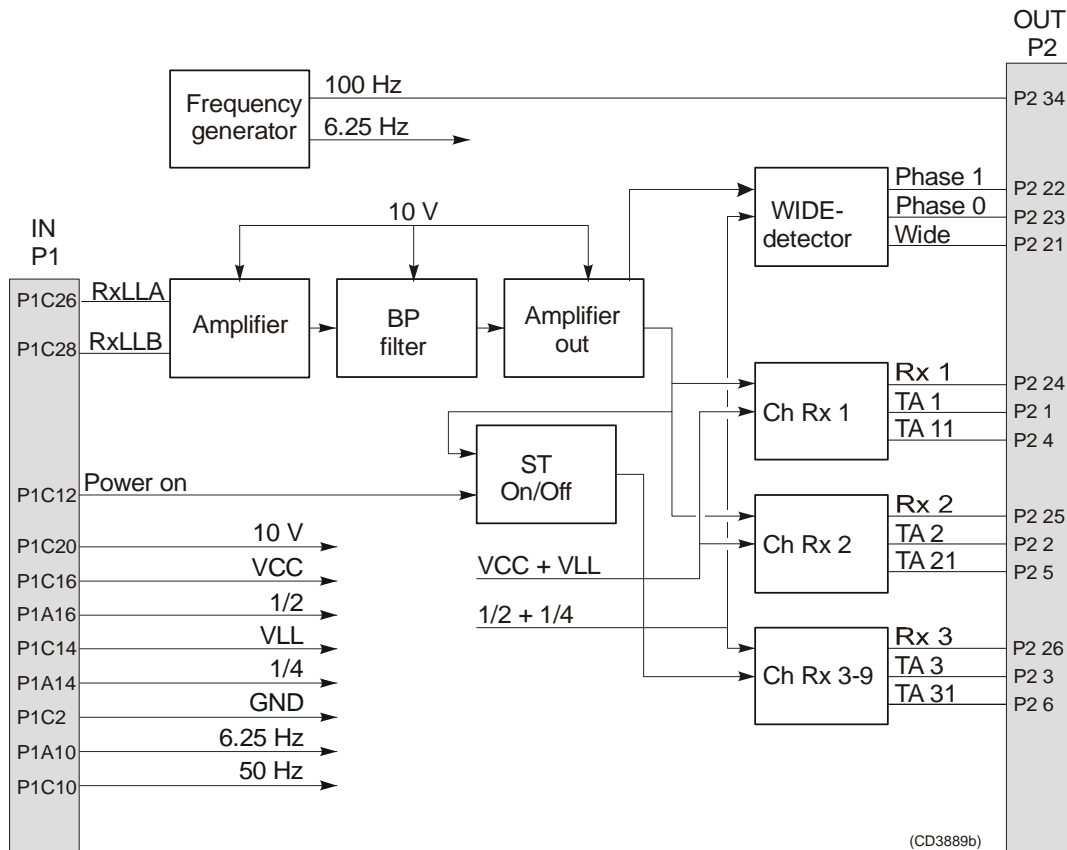 OUT
P2
Frequency
generator
100 Hz
6.25 Hz
P2 34
WIDE-
detector
Phase 1
Phase 0
Wide
P2 22
P2 23
P2 21
10 V
IN
P1
P1C26
RxLLA
P1C28
RxLLB
Amplifier
BP
filter
Amplifier
out
Ch Rx 1
Rx 1
TA 1
TA 11
P2 24
P2 1
P2 4
P1C12
Power on
ST
On/Off
Ch Rx 2
Rx 2
TA 2
TA 21
P2 25
P2 2
P2 5
P1C20
10 V
P1C16
VCC
P1A16
1/2
P1C14
VLL
P1A14
1/4
P1C2
GND
P1A10
6.25 Hz
P1C10
50 Hz
VCC + VLL
1/2 + 1/4
Ch Rx 3-9
Rx 3
TA 3
TA 31
P2 26
P2 3
P2 6
(CD3889b)